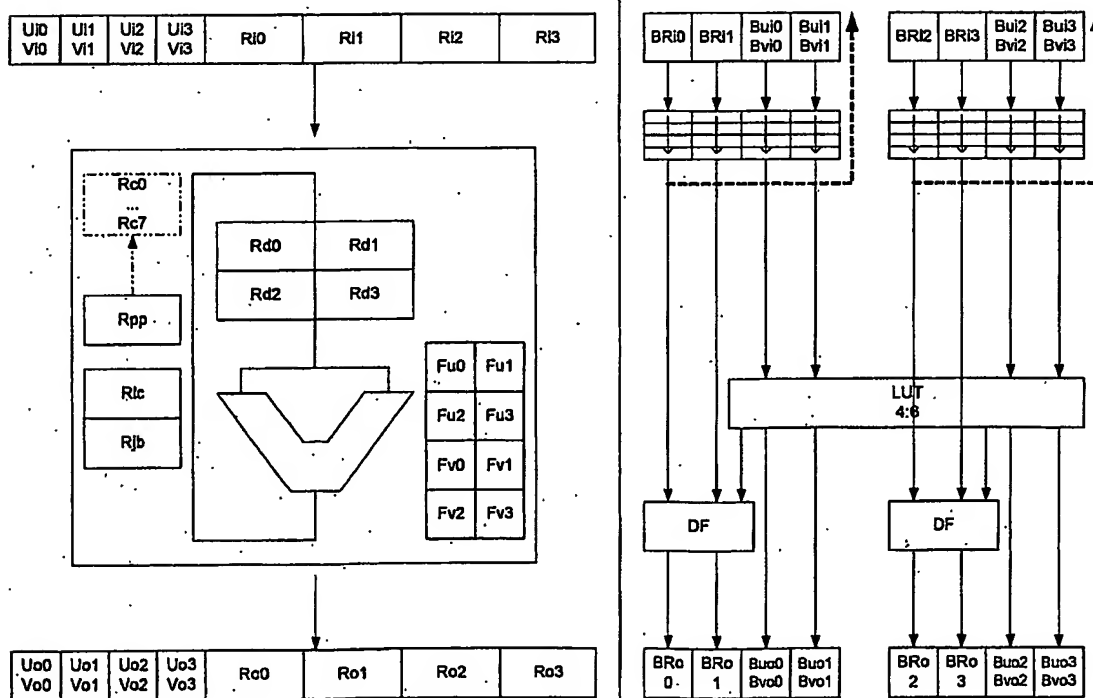 Ui0 Ui1 Ui2 Ui3
Vi0 Vi1 Vi2 Vi3
Ri0 Ri1 Ri2 Ri3
Rc0
...
Rc7
Rpp
Rlc
Rlb
Rd0 Rd1
Rd2 Rd3
Fu0 Fu1
Fu2 Fu3
Fv0 Fv1
Fv2 Fv3
Uo0 Uo1 Uo2 Uo3
Vo0 Vo1 Vo2 Vo3
Ro0 Ro1 Ro2 Ro3
BRi0 BRi1 Bui0 Bui1
Bvi0 Bvi1
BRi2 BRi3 Bui2 Bui3
Bvi2 Bvi3
LUT
4:6
DF
DF
BRo BRo Buo0 Buo1
0 1 Bvo0 Bvo1
BRo BRo Buo2 Buo3
2 3 Bvo2 Bvo3